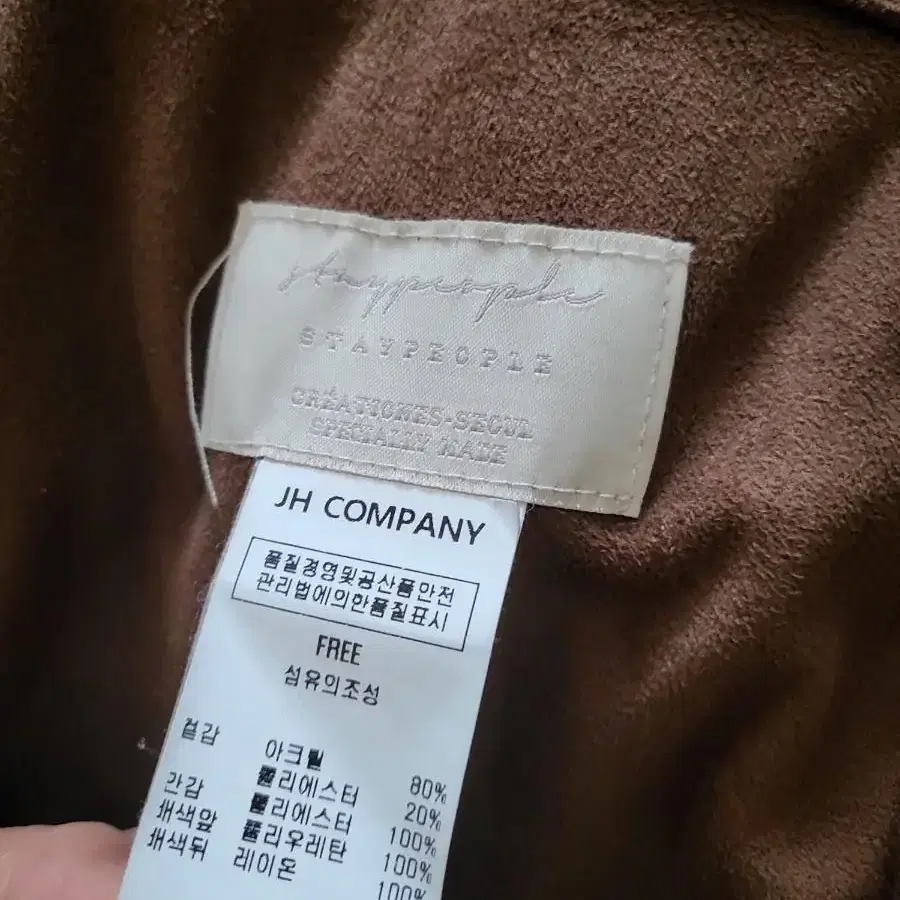 staypeople
STAYPEOPLE
CRÉATIONES-SEOUL
SPECIALLY MADE
JH COMPANY
품질경영및공산품안전
관리법에의한품질표시
FREE
섬유의조성
겉감 아크릴 80%
폴리에스터 20%
안감 폴리에스터 100%
배색앞 폴리우레탄 100%
배색뒤 레이온 100%